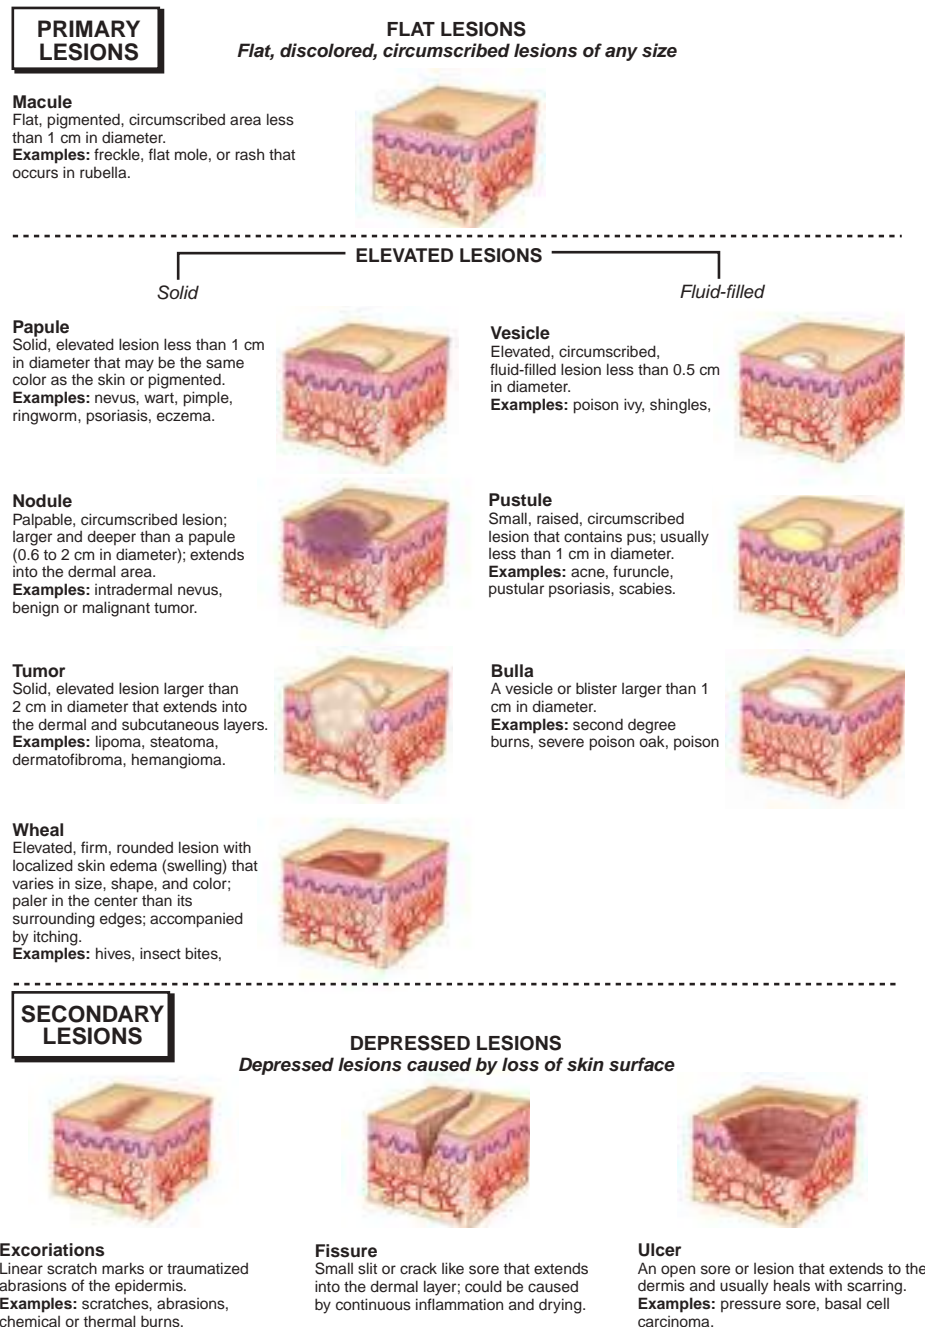 PRIMARY
LESIONS
FLAT LESIONS
Flat, discolored, circumscribed lesions of any size
Macule
Flat, pigmented, circumscribed area less
than 1 cm in diameter.
Examples: freckle, flat mole, or rash that
occurs in rubella.
ELEVATED LESIONS
Solid
Fluid-filled
Papule
Solid, elevated lesion less than 1 cm
in diameter that may be the same
color as the skin or pigmented.
Examples: nevus, wart, pimple,
ringworm, psoriasis, eczema.
Vesicle
Elevated, circumscribed,
fluid-filled lesion less than 0.5 cm
in diameter.
Examples: poison ivy, shingles,
Nodule
Palpable, circumscribed lesion;
larger and deeper than a papule
(0.6 to 2 cm in diameter); extends
into the dermal area.
Examples: intradermal nevus,
benign or malignant tumor.
Pustule
Small, raised, circumscribed
lesion that contains pus; usually
less than 1 cm in diameter.
Examples: acne, furuncle,
pustular psoriasis, scabies.
Tumor
Solid, elevated lesion larger than
2 cm in diameter that extends into
the dermal and subcutaneous layers.
Examples: lipoma, steatoma,
dermatofibroma, hemangioma.
Bulla
A vesicle or blister larger than 1
cm in diameter.
Examples: second degree
burns, severe poison oak, poison
Wheal
Elevated, firm, rounded lesion with
localized skin edema (swelling) that
varies in size, shape, and color;
paler in the center than its
surrounding edges; accompanied
by itching.
Examples: hives, insect bites,
SECONDARY
LESIONS
DEPRESSED LESIONS
Depressed lesions caused by loss of skin surface
Excoriations
Linear scratch marks or traumatized
abrasions of the epidermis.
Examples: scratches, abrasions,
chemical or thermal burns.
Fissure
Small slit or crack like sore that extends
into the dermal layer; could be caused
by continuous inflammation and drying.
Ulcer
An open sore or lesion that extends to the
dermis and usually heals with scarring.
Examples: pressure sore, basal cell
carcinoma.